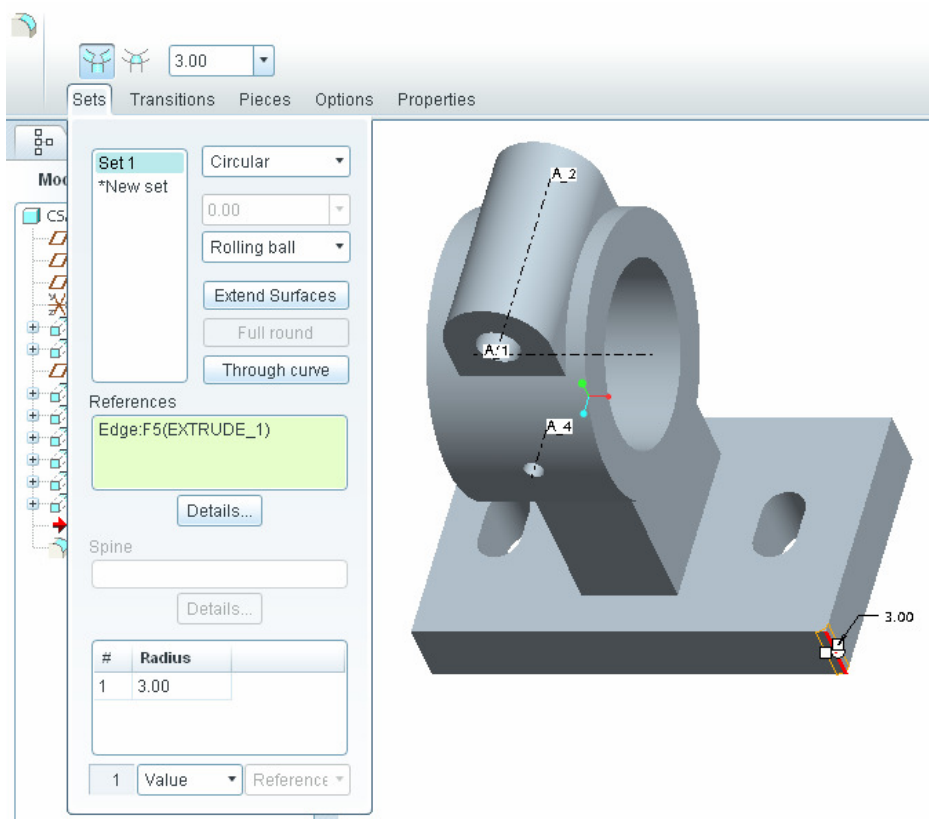 3.00
Sets Transitions Pieces Options Properties
Set 1
*New set
Circular
0.00
Rolling ball
Extend Surfaces
Full round
Through curve
References
Edge:F5(EXTRUDE_1)
Details...
Spine
Details...
# Radius
1 3.00
1 Value Reference
A_2
A_4
3.00